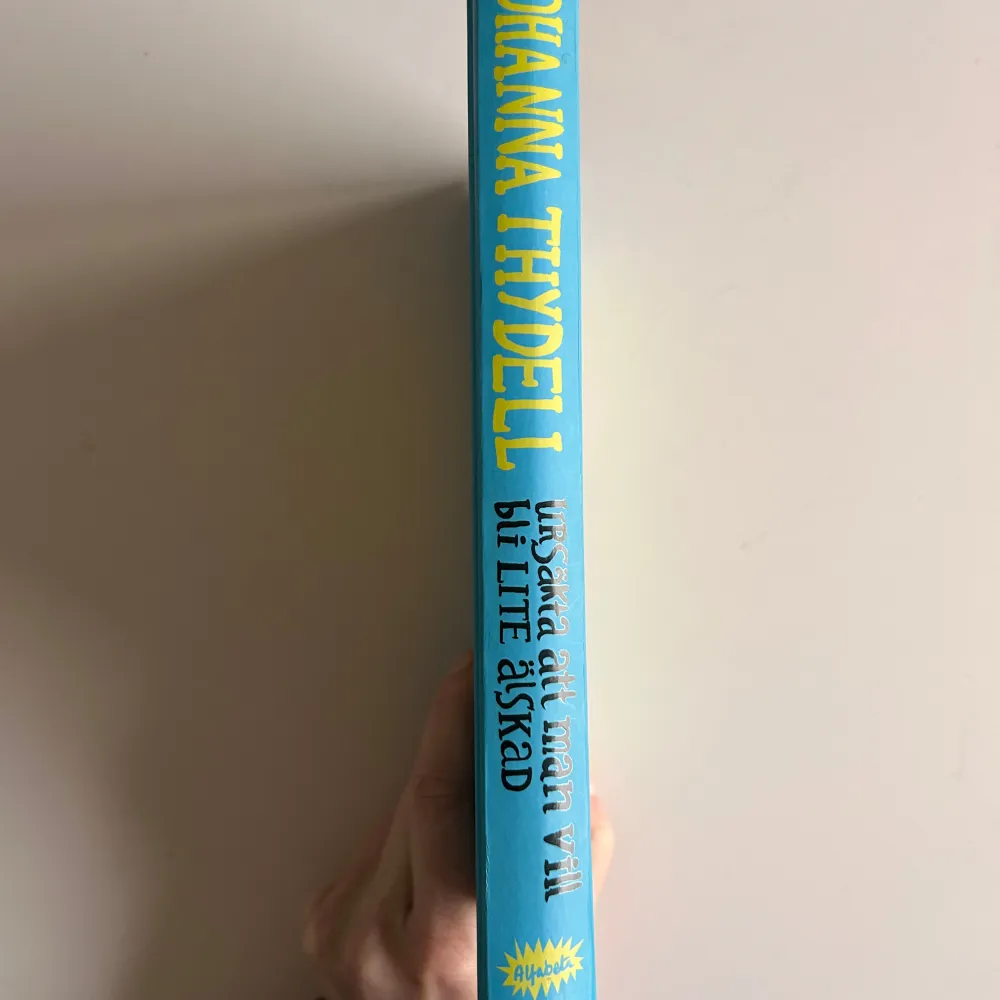 OHANNA THYDELL
URSäKta att man vill
bli LITE älSKaD
Alfabeta